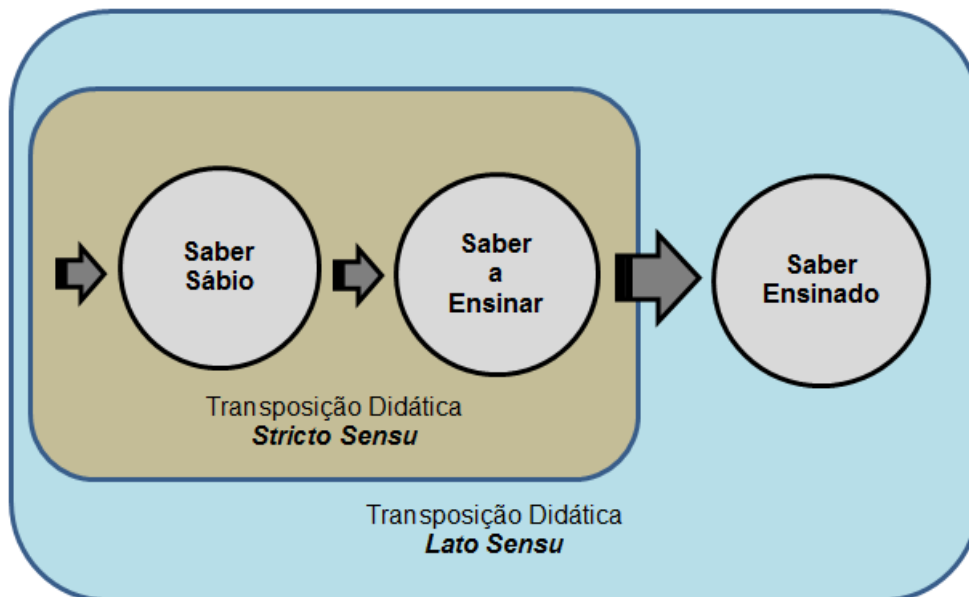 Saber
Sábio
Saber
a
Ensinar
Saber
Ensinado
Transposição Didática
Stricto Sensu
Transposição Didática
Lato Sensu